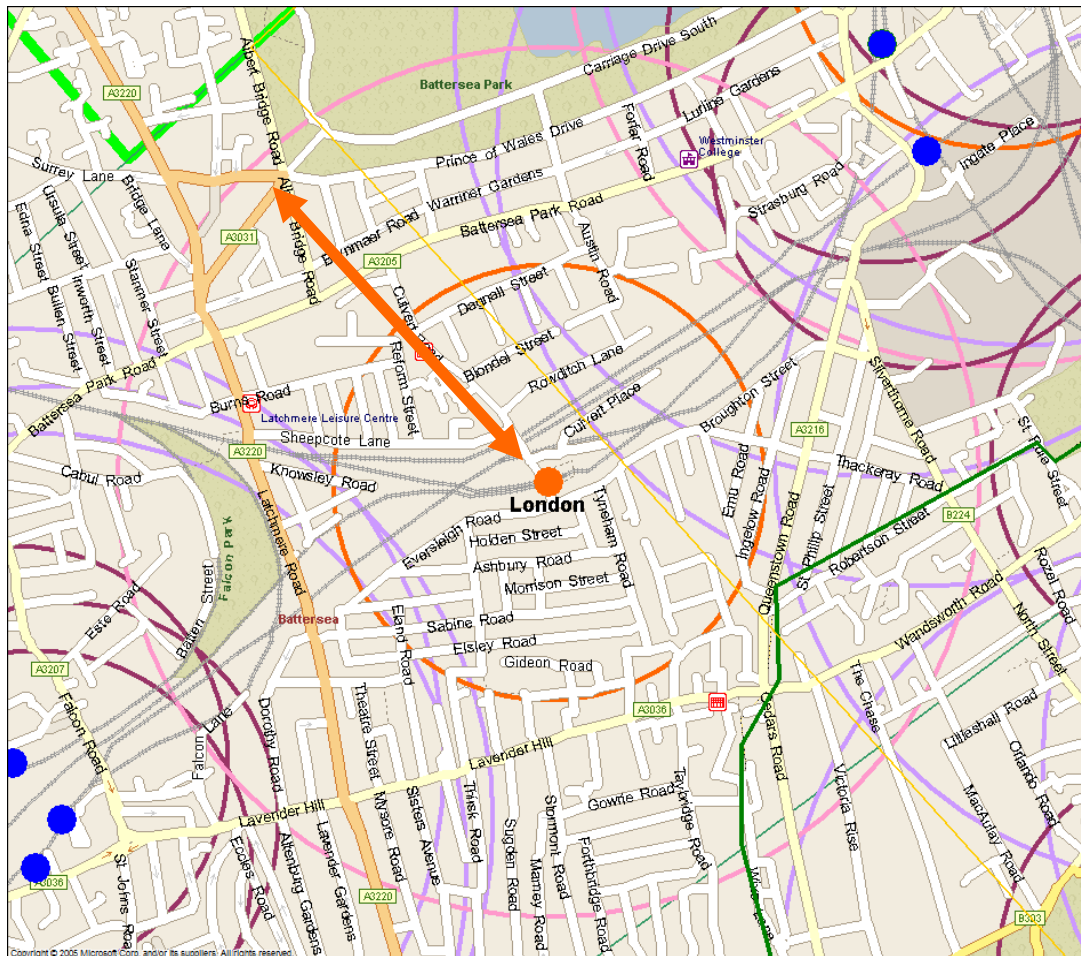 Carriage Drive South
Albert Bridge Road
A3220
Battersea Park
Lurline Gardens
Forfar Road
Prince of Wales Drive
Westminster
College
Ingate Place
Surrey Lane
Bridge Lane
Warriner Gardens
Strasburg Road
Edna Street
Ursula Street
Battersea Park Road
Austin Road
A3031
Bridge Road
A3205
Bullen Street
Inworth Street
Stanmer Street
Dagnall Street
Culvert
Reform Street
Blondel Street
Rowditch Lane
Broughton Street
Silverthorne Road
Battersea Park Road
Burns Road
Latchmere Leisure Centre
Culvert Place
Sheepcote Lane
A3216
A3220
Thackeray Road
St. Rule Street
Cabul Road
Knowsley Road
Emu Road
London
Ingelow Road
Tyneham Road
B224
Latchmere Road
Eversleigh Road
Holden Street
Robertson Street
St Philip Street
Queenstown Road
Falcon Park
Ashbury Road
Morrison Street
Rozel Road
Este Road
Batten Street
Battersea
Sabine Road
Eland Road
Elsley Road
Wandsworth Road
North Street
Gideon Road
A3207
Falcon Road
The Chase
A3036
Falcon Lane
Dorothy Road
Theatre Street
Cedars Road
Lillieshall Road
Lavender Hill
Orlando Road
Taybridge Road
Gowrie Road
Victoria Rise
Lavender Hill
Mysore Road
Sisters Avenue
Thirsk Road
Stormont Road
MacAulay Road
Sugden Road
Marney Road
Forthbridge Road
St. Johns Road
A3036
Eccles Road
Altenburg Gardens
Lavender Gardens
A3220
B303
Copyright © 2005 Microsoft Corp. and/or its suppliers. All rights reserved.